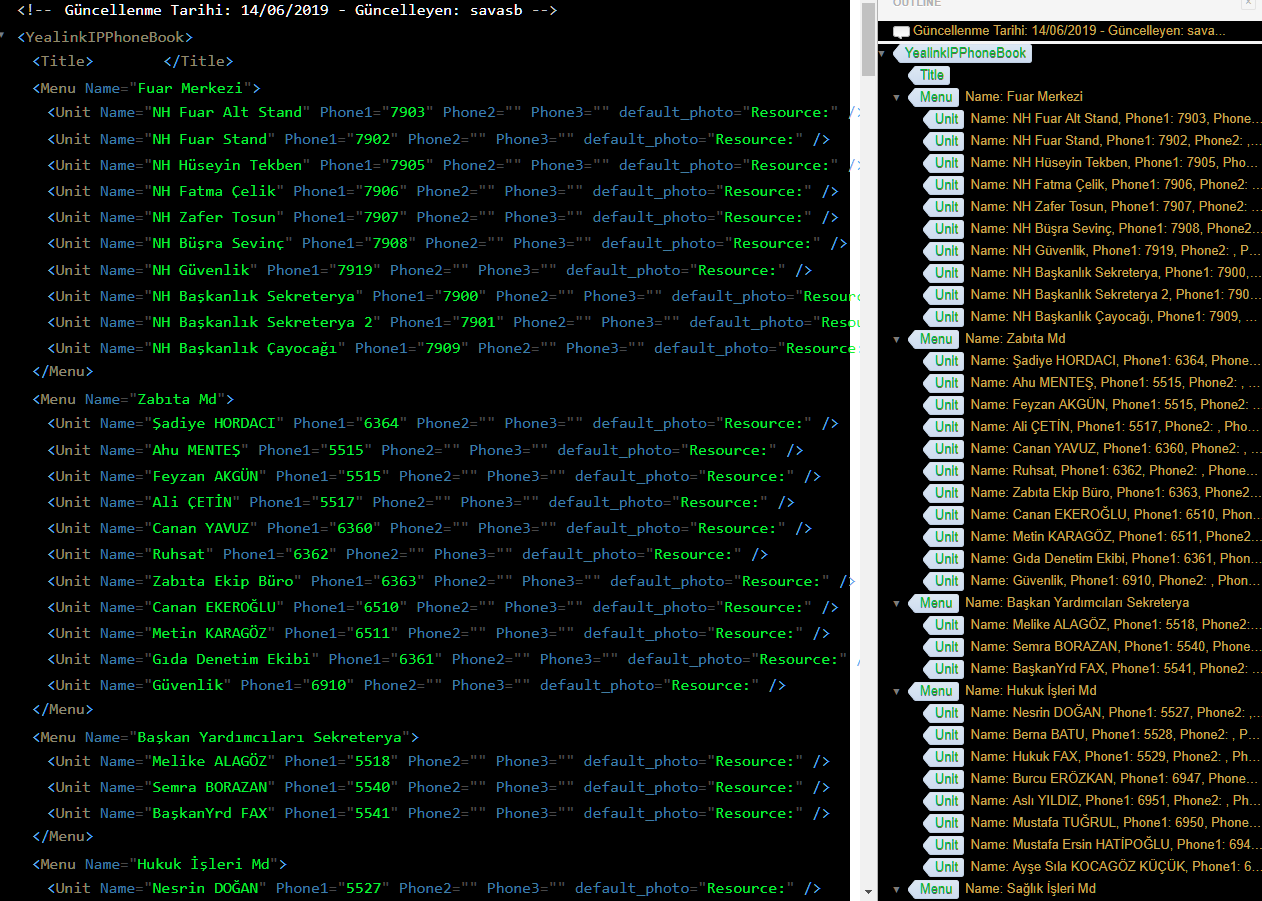 <!-- Güncellenme Tarihi: 14/06/2019 - Güncelleyen: savasb -->
<YealinkIPPhoneBook>
<Title> </Title>
<Menu Name="Fuar Merkezi">
<Unit Name="NH Fuar Alt Stand" Phone1="7903" Phone2="" Phone3="" default_photo="Resource:" />
<Unit Name="NH Fuar Stand" Phone1="7902" Phone2="" Phone3="" default_photo="Resource:" />
<Unit Name="NH Hüseyin Tekben" Phone1="7905" Phone2="" Phone3="" default_photo="Resource:" />
<Unit Name="NH Fatma Çelik" Phone1="7906" Phone2="" Phone3="" default_photo="Resource:" />
<Unit Name="NH Zafer Tosun" Phone1="7907" Phone2="" Phone3="" default_photo="Resource:" />
<Unit Name="NH Büşra Sevinç" Phone1="7908" Phone2="" Phone3="" default_photo="Resource:" />
<Unit Name="NH Güvenlik" Phone1="7919" Phone2="" Phone3="" default_photo="Resource:" />
<Unit Name="NH Başkanlık Sekreterya" Phone1="7900" Phone2="" Phone3="" default_photo="Resour
<Unit Name="NH Başkanlık Sekreterya 2" Phone1="7901" Phone2="" Phone3="" default_photo="Resou
<Unit Name="NH Başkanlık Çayocağı" Phone1="7909" Phone2="" Phone3="" default_photo="Resource:
</Menu>
<Menu Name="Zabıta Md">
<Unit Name="Şadiye HORDACI" Phone1="6364" Phone2="" Phone3="" default_photo="Resource:" />
<Unit Name="Ahu MENTEŞ" Phone1="5515" Phone2="" Phone3="" default_photo="Resource:" />
<Unit Name="Feyzan AKGÜN" Phone1="5515" Phone2="" Phone3="" default_photo="Resource:" />
<Unit Name="Ali ÇETİN" Phone1="5517" Phone2="" Phone3="" default_photo="Resource:" />
<Unit Name="Canan YAVUZ" Phone1="6360" Phone2="" Phone3="" default_photo="Resource:" />
<Unit Name="Ruhsat" Phone1="6362" Phone2="" Phone3="" default_photo="Resource:" />
<Unit Name="Zabıta Ekip Büro" Phone1="6363" Phone2="" Phone3="" default_photo="Resource:" />
<Unit Name="Canan EKEROĞLU" Phone1="6510" Phone2="" Phone3="" default_photo="Resource:" />
<Unit Name="Metin KARAGÖZ" Phone1="6511" Phone2="" Phone3="" default_photo="Resource:" />
<Unit Name="Gıda Denetim Ekibi" Phone1="6361" Phone2="" Phone3="" default_photo="Resource:" /
<Unit Name="Güvenlik" Phone1="6910" Phone2="" Phone3="" default_photo="Resource:" />
</Menu>
<Menu Name="Başkan Yardımcıları Sekreterya">
<Unit Name="Melike ALAGÖZ" Phone1="5518" Phone2="" Phone3="" default_photo="Resource:" />
<Unit Name="Semra BORAZAN" Phone1="5540" Phone2="" Phone3="" default_photo="Resource:" />
<Unit Name="BaşkanYrd FAX" Phone1="5541" Phone2="" Phone3="" default_photo="Resource:" />
</Menu>
<Menu Name="Hukuk İşleri Md">
<Unit Name="Nesrin DOĞAN" Phone1="5527" Phone2="" Phone3="" default_photo="Resource:" />
OUTLINE
Güncellenme Tarihi: 14/06/2019 - Güncelleyen: sava...
YealinkIPPhoneBook
Title
Menu Name: Fuar Merkezi
Unit Name: NH Fuar Alt Stand, Phone1: 7903, Phone...
Unit Name: NH Fuar Stand, Phone1: 7902, Phone2: ,...
Unit Name: NH Hüseyin Tekben, Phone1: 7905, Pho...
Unit Name: NH Fatma Çelik, Phone1: 7906, Phone2: ...
Unit Name: NH Zafer Tosun, Phone1: 7907, Phone2: ...
Unit Name: NH Büşra Sevinç, Phone1: 7908, Phone2...
Unit Name: NH Güvenlik, Phone1: 7919, Phone2: , P...
Unit Name: NH Başkanlık Sekreterya, Phone1: 7900,...
Unit Name: NH Başkanlık Sekreterya 2, Phone1: 790...
Unit Name: NH Başkanlık Çayocağı, Phone1: 7909, ...
Menu Name: Zabıta Md
Unit Name: Şadiye HORDACI, Phone1: 6364, Phone...
Unit Name: Ahu MENTEŞ, Phone1: 5515, Phone2: , ...
Unit Name: Feyzan AKGÜN, Phone1: 5515, Phone2: ...
Unit Name: Ali ÇETİN, Phone1: 5517, Phone2: , Pho...
Unit Name: Canan YAVUZ, Phone1: 6360, Phone2: , ...
Unit Name: Ruhsat, Phone1: 6362, Phone2: , Phone...
Unit Name: Zabıta Ekip Büro, Phone1: 6363, Phone2...
Unit Name: Canan EKEROĞLU, Phone1: 6510, Phon...
Unit Name: Metin KARAGÖZ, Phone1: 6511, Phone2...
Unit Name: Gıda Denetim Ekibi, Phone1: 6361, Phon...
Unit Name: Güvenlik, Phone1: 6910, Phone2: , Phon...
Menu Name: Başkan Yardımcıları Sekreterya
Unit Name: Melike ALAGÖZ, Phone1: 5518, Phone2:...
Unit Name: Semra BORAZAN, Phone1: 5540, Phone...
Unit Name: BaşkanYrd FAX, Phone1: 5541, Phone2: ...
Menu Name: Hukuk İşleri Md
Unit Name: Nesrin DOĞAN, Phone1: 5527, Phone2: ,...
Unit Name: Berna BATU, Phone1: 5528, Phone2: , P...
Unit Name: Hukuk FAX, Phone1: 5529, Phone2: , Ph...
Unit Name: Burcu ERÖZKAN, Phone1: 6947, Phone...
Unit Name: Aslı YILDIZ, Phone1: 6951, Phone2: , Ph...
Unit Name: Mustafa TUĞRUL, Phone1: 6950, Phone...
Unit Name: Mustafa Ersin HATİPOĞLU, Phone1: 694...
Unit Name: Ayşe Sıla KOCAGÖZ KÜÇÜK, Phone1: 6...
Menu Name: Sağlık İşleri Md